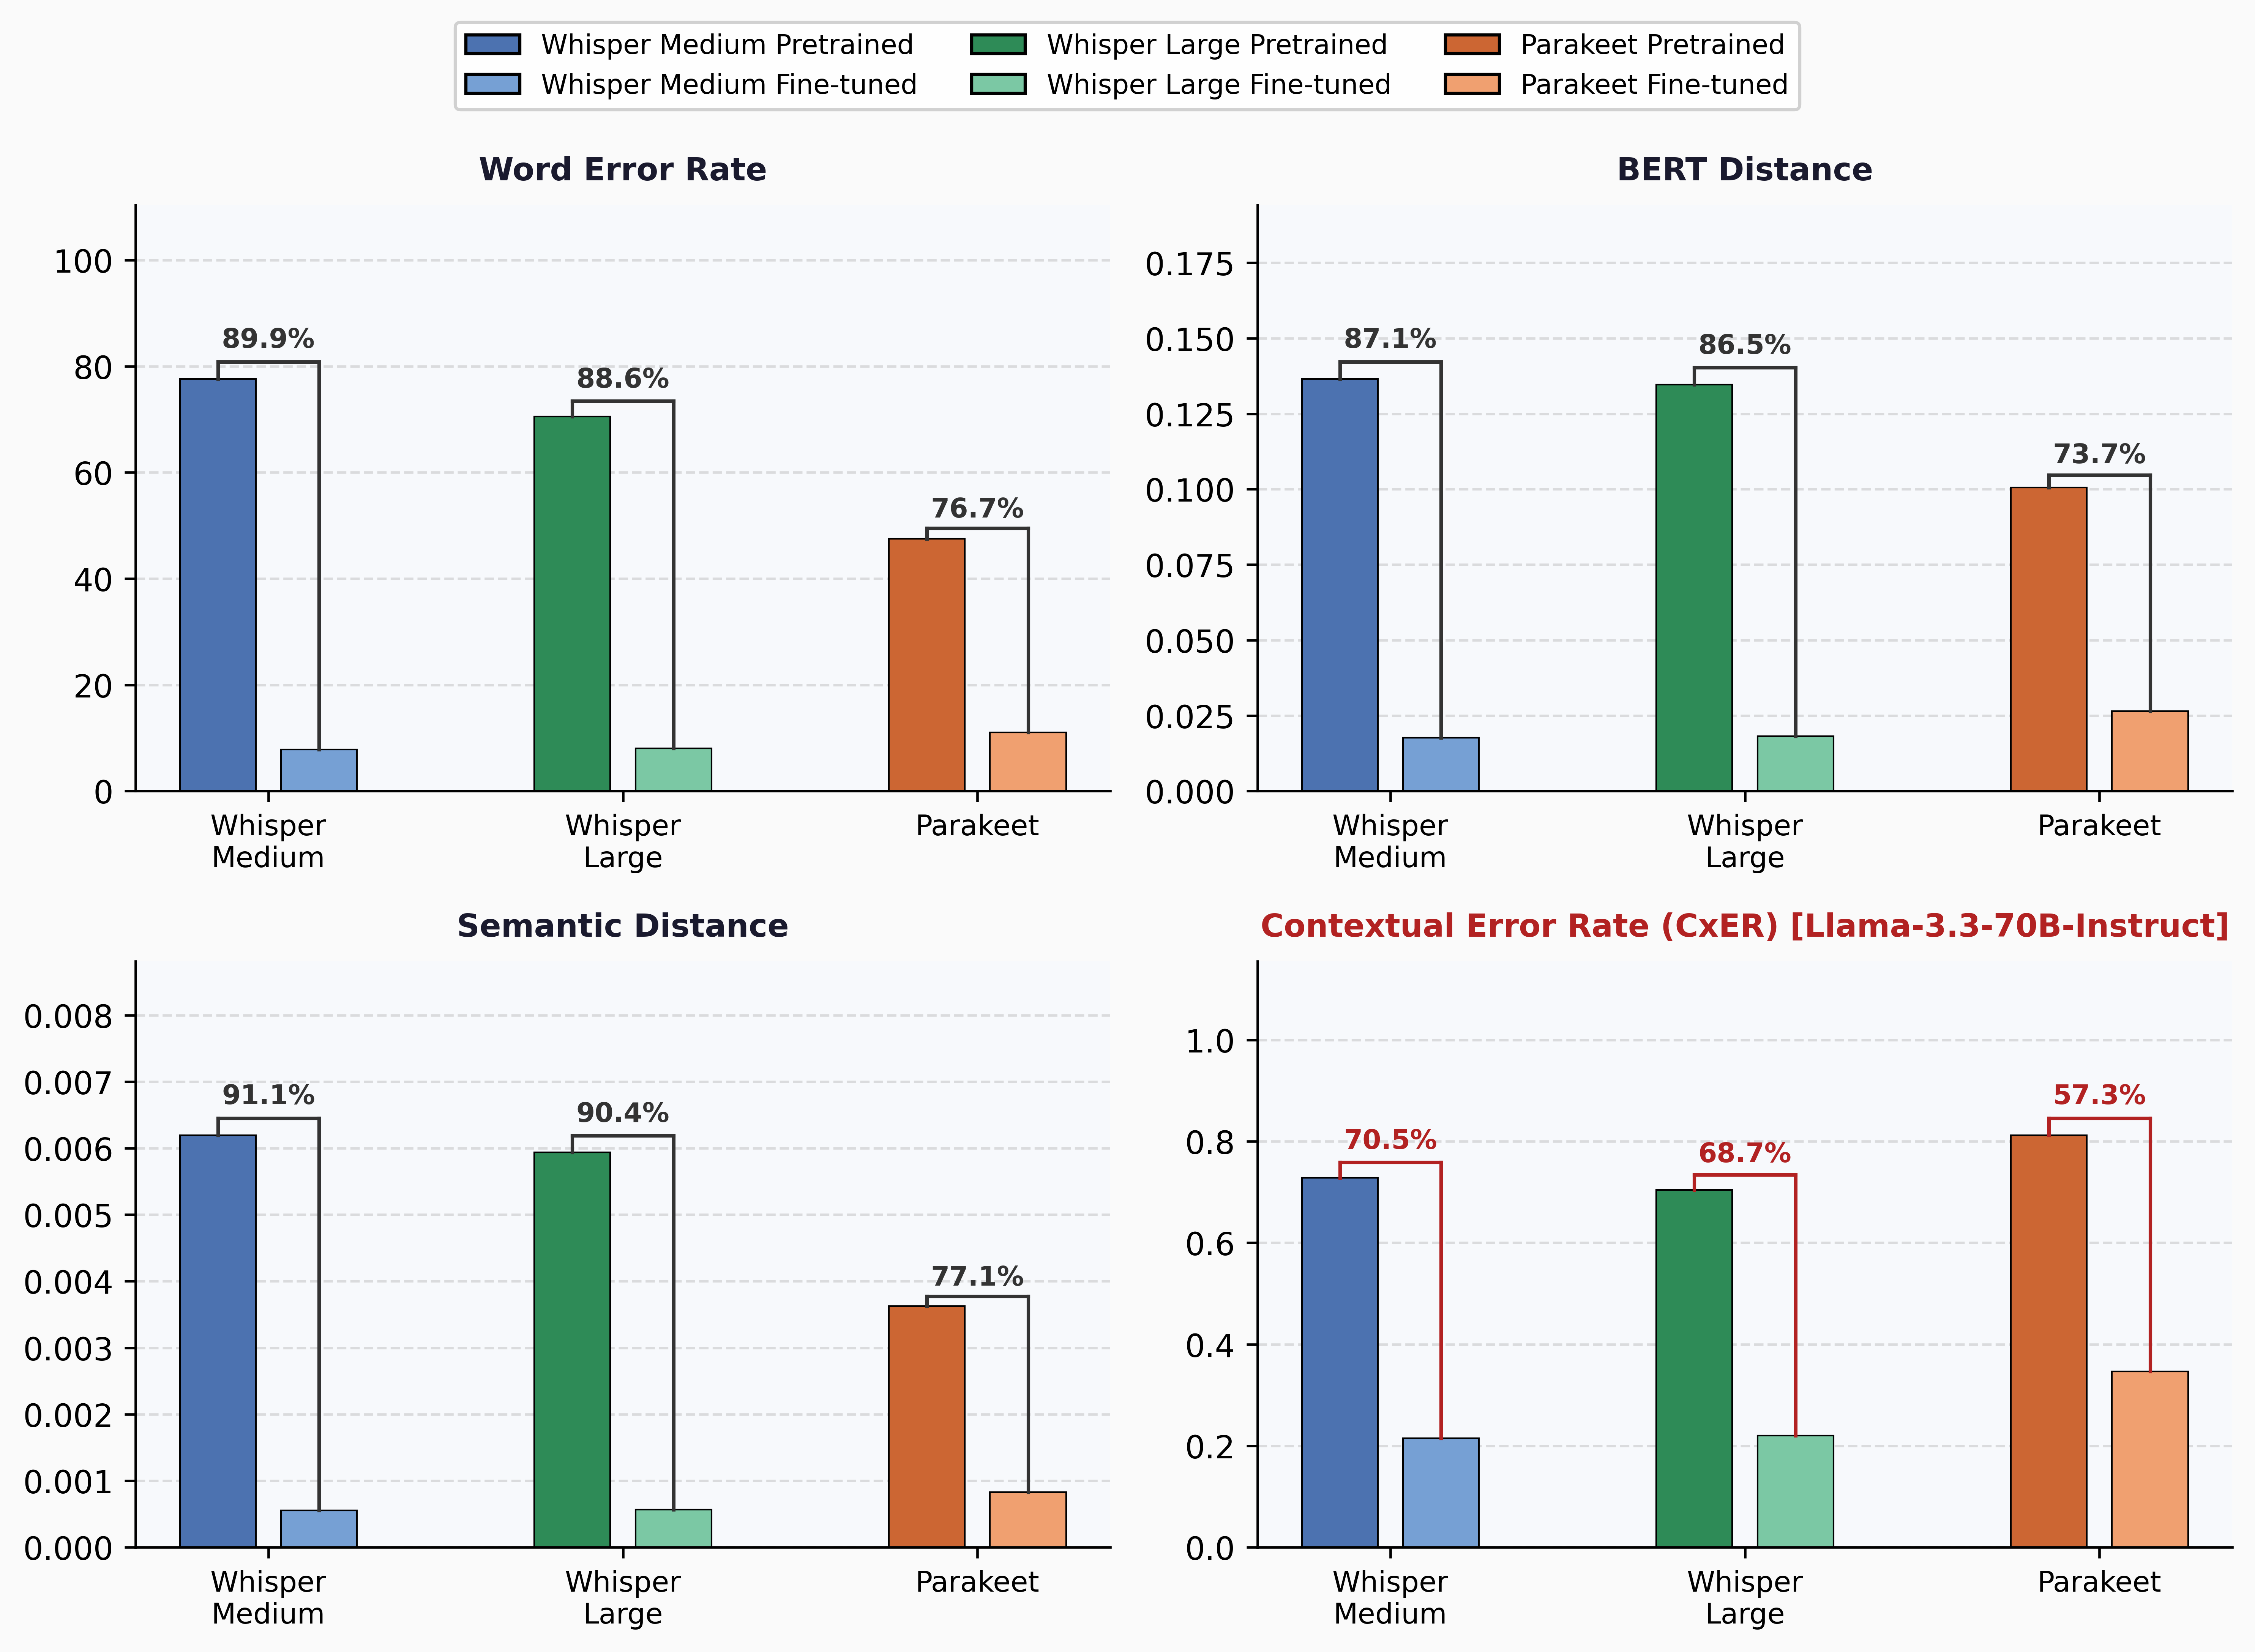 Whisper Medium Pretrained
Whisper Medium Fine-tuned
Whisper Large Pretrained
Whisper Large Fine-tuned
Parakeet Pretrained
Parakeet Fine-tuned
Word Error Rate
100
80
60
40
20
0
89.9%
88.6%
76.7%
Whisper
Medium
Whisper
Large
Parakeet
BERT Distance
0.175
0.150
0.125
0.100
0.075
0.050
0.025
0.000
87.1%
86.5%
73.7%
Whisper
Medium
Whisper
Large
Parakeet
Semantic Distance
0.008
0.007
0.006
0.005
0.004
0.003
0.002
0.001
0.000
91.1%
90.4%
77.1%
Whisper
Medium
Whisper
Large
Parakeet
Contextual Error Rate (CxER) [Llama-3.3-70B-Instruct]
1.0
0.8
0.6
0.4
0.2
0.0
70.5%
68.7%
57.3%
Whisper
Medium
Whisper
Large
Parakeet